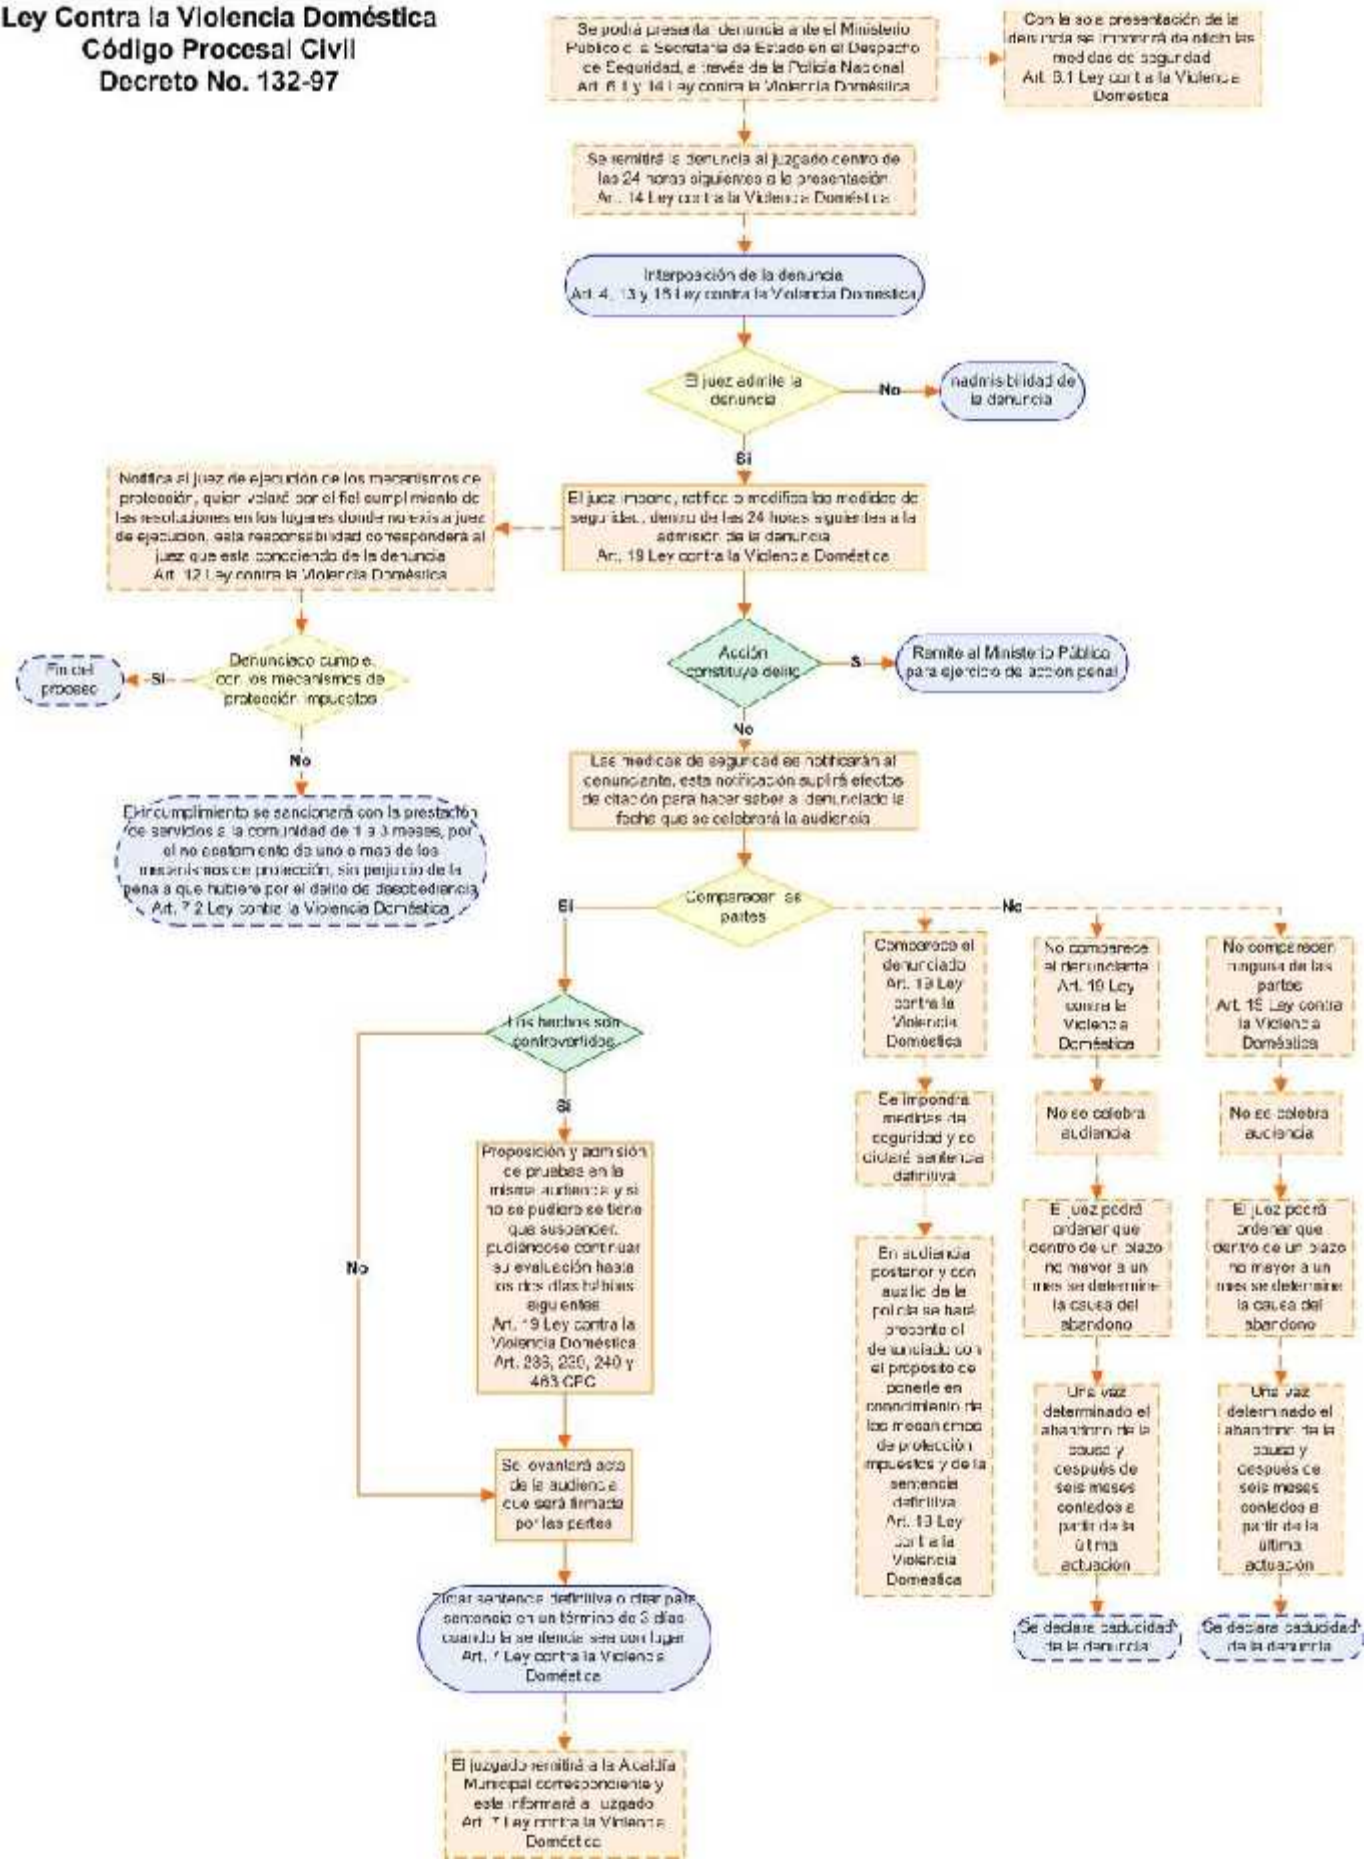 Ley Contra la Violencia Doméstica
Código Procesal Civil
Decreto No. 132-97
Se podrá presentar denuncia ante el Ministerio
Público o la Secretaría de Estado en el Despacho
de Seguridad, a través de la Policía Nacional
Art. 6.1 y 14 Ley contra la Violencia Doméstica
Con la sola presentación de la
denuncia se impondrá de oficio las
medidas de seguridad
Art. 6.1 Ley contra la Violencia
Doméstica
Se remitirá la denuncia al juzgado dentro de
las 24 horas siguientes a la presentación
Art. 14 Ley contra la Violencia Doméstica
Interposición de la denuncia
Art. 4, 13 y 15 Ley contra la Violencia Doméstica
El juez admite la
denuncia
No
nadmisibilidad de
la denuncia
Sí
Notifica al juez de ejecución de los mecanismos de
protección, quien velará por el fiel cumplimiento de
las resoluciones en los lugares donde no exista juez
de ejecución, esta responsabilidad corresponderá al
juez que esta conociendo de la denuncia
Art. 12 Ley contra la Violencia Doméstica
El juez impone, ratifica o modifica las medidas de
seguridad, dentro de las 24 horas siguientes a la
admisión de la denuncia
Art. 19 Ley contra la Violencia Doméstica
Fin del
proceso
Si
Denunciado cumple
con los mecanismos de
protección impuestos
Acción
constituye delito
S
Remite al Ministerio Público
para ejercicio de acción penal
No
No
Las medidas de seguridad se notificarán al
denunciante, esta notificación suplirá efectos
de citación para hacer saber al denunciado la
fecha que se celebrará la audiencia
El incumplimiento se sancionará con la prestación
de servicios a la comunidad de 1 a 3 meses, por
el no acatamiento de uno o mas de los
mecanismos de protección, sin perjuicio de la
pena a que hubiere por el delito de desobediencia
Art. 7.2 Ley contra la Violencia Doméstica
Comparecen las
partes
Sí
No
Comparece el
denunciado
Art. 19 Ley
contra la
Violencia
Doméstica
No comparece
el denunciante
Art. 19 Ley
contra la
Violencia
Doméstica
No comparecen
ninguna de las
partes
Art. 19 Ley contra
la Violencia
Doméstica
Los hechos son
controvertidos
Sí
No
Se impondrá
medidas de
seguridad y se
dictará sentencia
definitiva
No se celebra
audiencia
No se celebra
audiencia
Proposición y admisión
de pruebas en la
misma audiencia y si
no se pudiere se tiene
que suspender,
pudiéndose continuar
su evaluación hasta
los dos días hábiles
siguientes
Art. 19 Ley contra la
Violencia Doméstica
Art. 239, 240 y
463 CPC
En audiencia
posterior y con
auxilio de la
policía se hará
presente el
denunciado con
el propósito de
ponerle en
conocimiento de
los mecanismos
de protección
impuestos y de la
sentencia
definitiva
Art. 19 Ley
contra la
Violencia
Doméstica
El juez podrá
ordenar que
dentro de un plazo
no mayor a un
mes se determine
la causa del
abandono
El juez podrá
ordenar que
dentro de un plazo
no mayor a un
mes se determine
la causa del
abandono
Una vez
determinado el
abandono de la
causa y
después de
seis meses
contados a
partir de la
última
actuación
Una vez
determinado el
abandono de la
causa y
después de
seis meses
contados a
partir de la
última
actuación
Se declara caducidad
de la denuncia
Se declara caducidad
de la denuncia
Se levantará acta
de la audiencia
que será firmada
por las partes
Dictar sentencia definitiva o citar para
sentencia en un término de 3 días
cuando la sentencia sea con lugar
Art. 7 Ley contra la Violencia
Doméstica
El juzgado remitirá a la Alcaldía
Municipal correspondiente y
esta informará al juzgado
Art. 7 Ley contra la Violencia
Doméstica